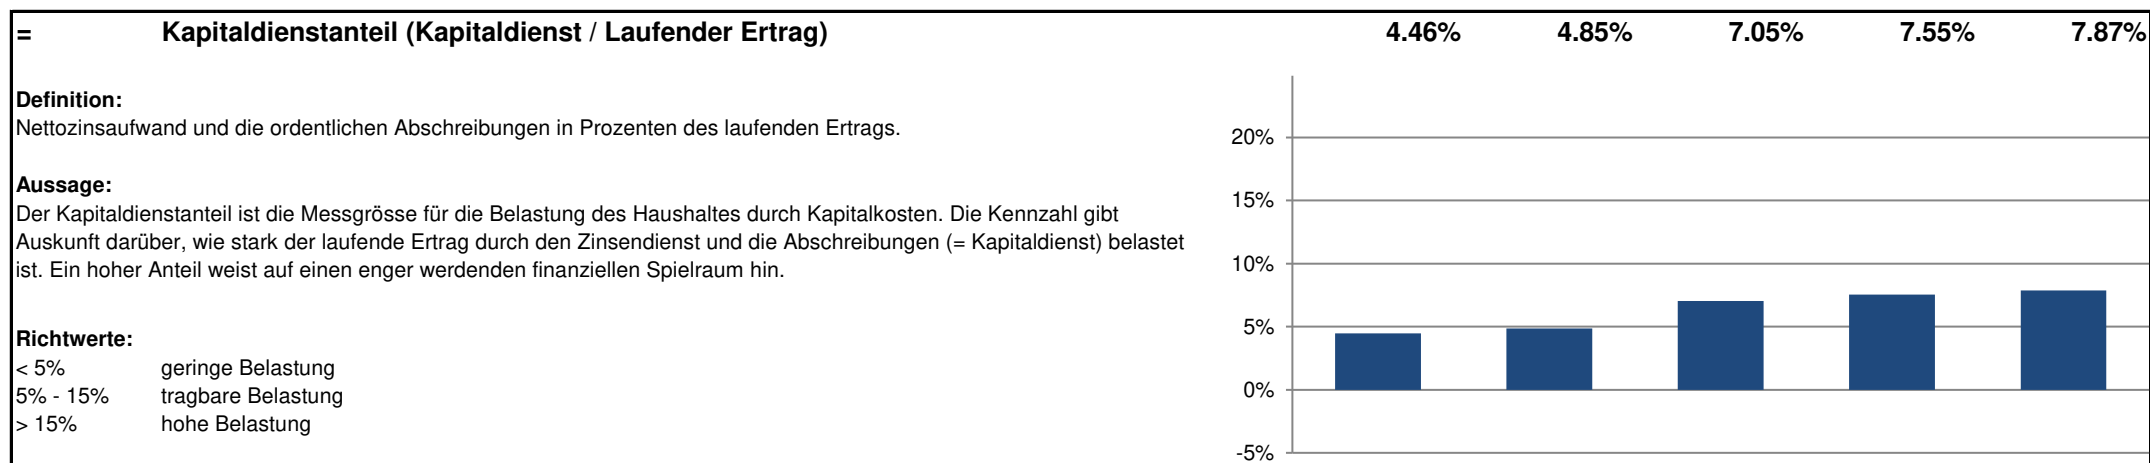 = Kapitaldienstanteil (Kapitaldienst / Laufender Ertrag) 4.46% 4.85% 7.05% 7.55% 7.87%
Definition:
Nettozinsaufwand und die ordentlichen Abschreibungen in Prozenten des laufenden Ertrags.
Aussage:
Der Kapitaldienstanteil ist die Messgrösse für die Belastung des Haushaltes durch Kapitalkosten. Die Kennzahl gibt
Auskunft darüber, wie stark der laufende Ertrag durch den Zinsendienst und die Abschreibungen (= Kapitaldienst) belastet
ist. Ein hoher Anteil weist auf einen enger werdenden finanziellen Spielraum hin.
Richtwerte:
< 5% geringe Belastung
5% - 15% tragbare Belastung
> 15% hohe Belastung
20%
15%
10%
5%
0%
-5%